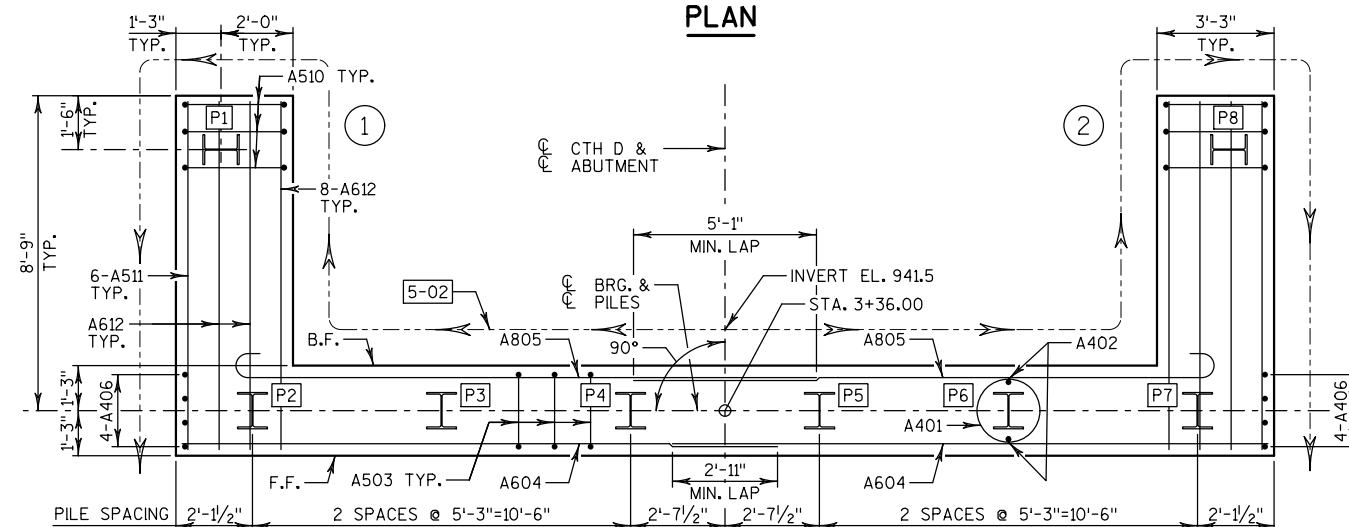 PLAN
1'-3"
TYP.
2'-0"
TYP.
3'-3"
TYP.
A510 TYP.
1'-6"
TYP.
P1
P8
1
2
℄ CTH D &
℄ ABUTMENT
8-A612
TYP.
8'-9"
TYP.
5'-1"
MIN. LAP
6-A511
TYP.
5-02
℄ BRG. &
℄ PILES
INVERT EL. 941.5
STA. 3+36.00
A612
TYP.
B.F.
A805
90°
A805
A402
1'-3"
1'-3"
4-A406
P2
P3
P4
P5
P6
P7
A401
4-A406
F.F.
A503 TYP.
A604
2'-11"
MIN. LAP
A604
PILE SPACING
2'-1½"
2 SPACES @ 5'-3"=10'-6"
2'-7½"
2'-7½"
2 SPACES @ 5'-3"=10'-6"
2'-1½"